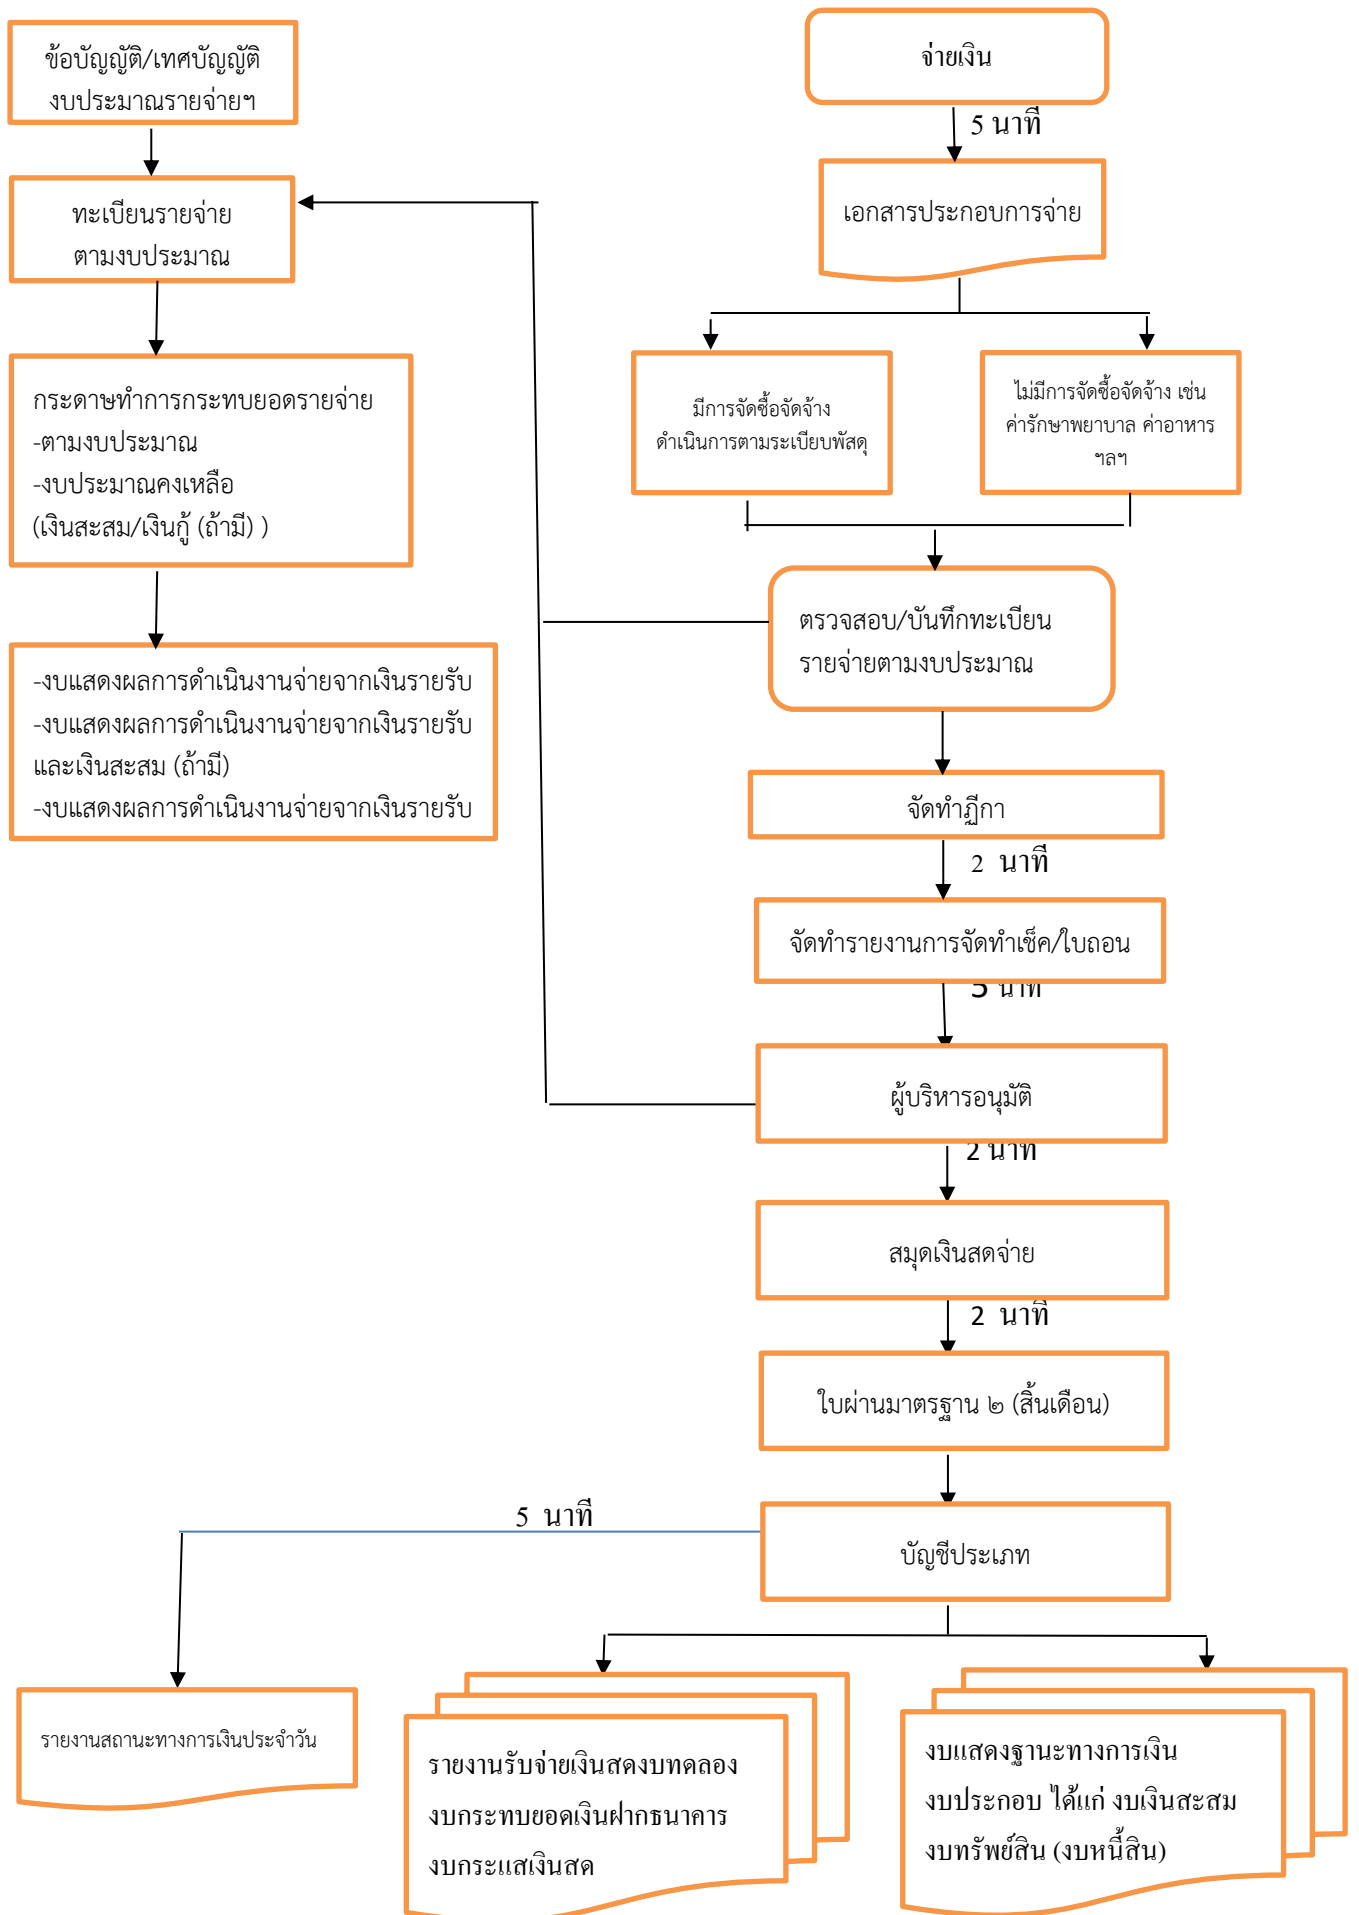 ข้อบัญญัติ/เทศบัญญัติ
งบประมาณรายจ่ายฯ
ทะเบียนรายจ่าย
ตามงบประมาณ
กระดาษทำการกระทบยอดรายจ่าย
-ตามงบประมาณ
-งบประมาณคงเหลือ
(เงินสะสม/เงินกู้ (ถ้ามี) )
-งบแสดงผลการดำเนินงานจ่ายจากเงินรายรับ
-งบแสดงผลการดำเนินงานจ่ายจากเงินรายรับ
และเงินสะสม (ถ้ามี)
-งบแสดงผลการดำเนินงานจ่ายจากเงินรายรับ
จ่ายเงิน
5 นาที
เอกสารประกอบการจ่าย
มีการจัดซื้อจัดจ้าง
ดำเนินการตามระเบียบพัสดุ
ไม่มีการจัดซื้อจัดจ้าง เช่น
ค่ารักษาพยาบาล ค่าอาหาร
ฯลฯ
ตรวจสอบ/บันทึกทะเบียน
รายจ่ายตามงบประมาณ
จัดทำฎีกา
2 นาที
จัดทำรายงานการจัดทำเช็ค/ใบถอน
5 นาที
ผู้บริหารอนุมัติ
2 นาที
สมุดเงินสดจ่าย
2 นาที
ใบผ่านมาตรฐาน ๒ (สิ้นเดือน)
บัญชีประเภท
5 นาที
รายงานสถานะทางการเงินประจำวัน
รายงานรับจ่ายเงินสดงบทดลอง
งบกระทบยอดเงินฝากธนาคาร
งบกระแสเงินสด
งบแสดงฐานะทางการเงิน
งบประกอบ ได้แก่ งบเงินสะสม
งบทรัพย์สิน (งบหนี้สิน)